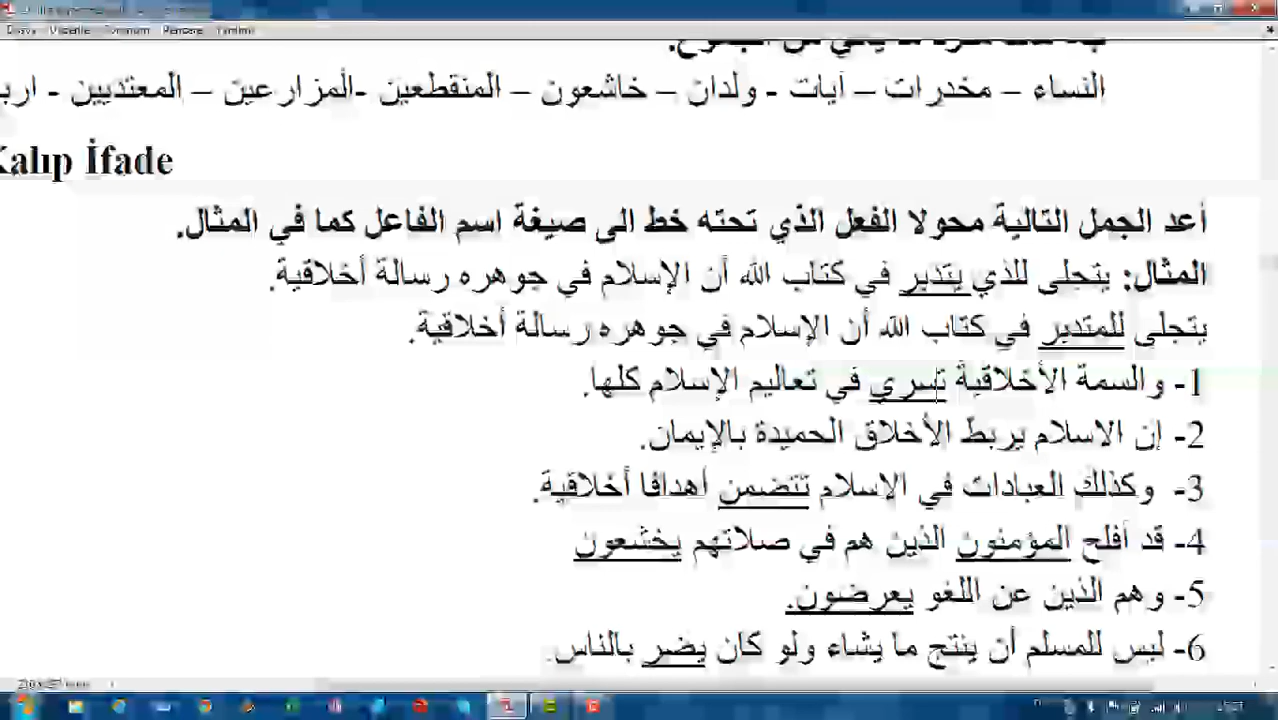 النساء – مخدرات – آيات - ولدان – خاشعون – المنقطعين -المزارعين – المعتديين -
Kalıp İfade
أعد الجمل التالية محولا الفعل الذي تحته خط الى صيغة اسم الفاعل كما في المثال.
المثال: يتجلى للذي يتدبر في كتاب الله أن الإسلام في جوهره رسالة أخلاقية.
يتجلى للمتدبر في كتاب الله أن الإسلام في جوهره رسالة أخلاقية.
1- والسمة الأخلاقية تسري في تعاليم الإسلام كلها.
2- إن الاسلام يربط الأخلاق الحميدة بالإيمان.
3- وكذلك العبادات في الاسلام تتضمن أهدافا أخلاقية.
4- قد أفلح المؤمنون الذين هم في صلاتهم يخشعون
5- وهم الذين عن اللغو يعرضون.
6- ليس للمسلم أن ينتج ما يشاء ولو كان يضر بالناس.